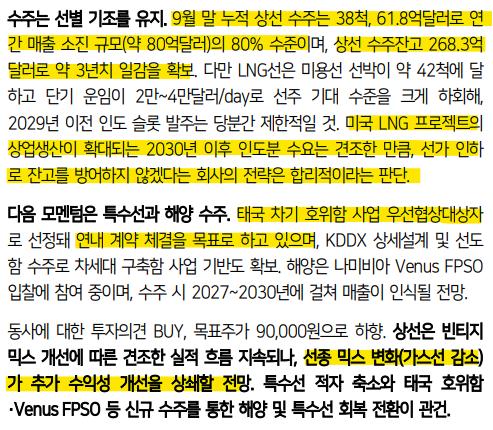 수주는 선별 기조를 유지. 9월 말 누적 상선 수주는 38척, 61.8억달러로 연
간 매출 소진 규모(약 80억달러)의 80% 수준이며, 상선 수주잔고 268.3억
달러로 약 3년치 일감을 확보. 다만 LNG선은 미용선 선박이 약 42척에 달
하고 단기 운임이 2만~4만달러/day로 선주 기대 수준을 크게 하회해,
2029년 이전 인도 슬롯 발주는 당분간 제한적일 것. 미국 LNG 프로젝트의
상업생산이 확대되는 2030년 이후 인도분 수요는 견조한 만큼, 선가 인하
로 잔고를 방어하지 않겠다는 회사의 전략은 합리적이라는 판단.
다음 모멘텀은 특수선과 해양 수주. 태국 차기 호위함 사업 우선협상대상자
로 선정돼 연내 계약 체결을 목표로 하고 있으며, KDDX 상세설계 및 선도
함 수주로 차세대 구축함 사업 기반도 확보. 해양은 나미비아 Venus FPSO
입찰에 참여 중이며, 수주 시 2027~2030년에 걸쳐 매출이 인식될 전망.
동사에 대한 투자의견 BUY, 목표주가 90,000원으로 하향. 상선은 빈티지
믹스 개선에 따른 견조한 실적 흐름 지속되나, 선종 믹스 변화(가스선 감소)
가 추가 수익성 개선을 상쇄할 전망. 특수선 적자 축소와 태국 호위함
·Venus FPSO 등 신규 수주를 통한 해양 및 특수선 회복 전환이 관건.